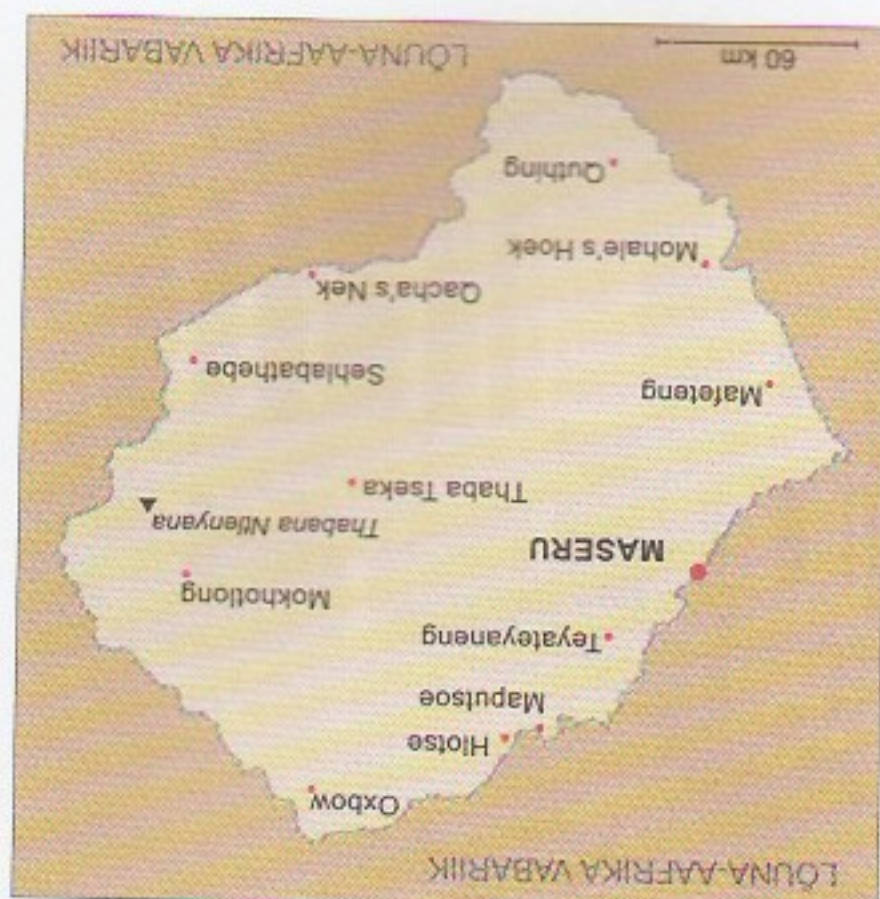 LÕUNA-AAFRIKA VABARIIK
Oxbow
Hlotse
Maputsoe
Teyateyaneng
Mokhotlong
MASERU
Thabana Ntlenyana
Thaba Tseka
Mafeteng
Sehlabathebe
Qacha's Nek
Mohale's Hoek
Quthing
60 km
LÕUNA-AAFRIKA VABARIIK